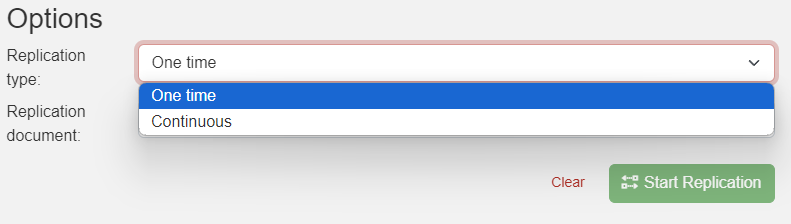 Options
Replication
type:
One time
One time
Continuous
Replication
document:
Clear
Start Replication